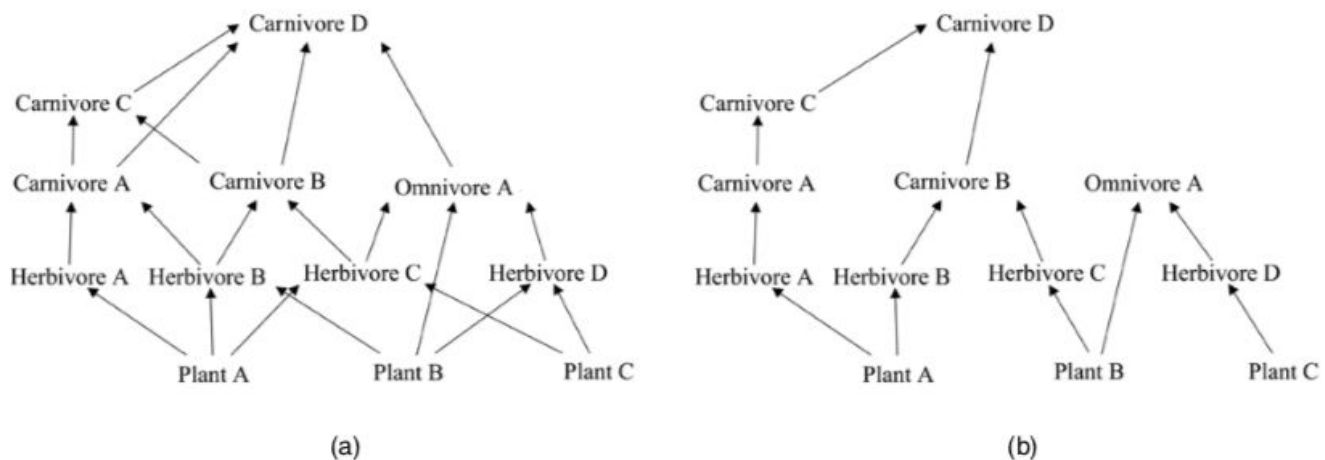 Carnivore D
Carnivore C
Carnivore A
Carnivore B
Omnivore A
Herbivore A
Herbivore B
Herbivore C
Herbivore D
Plant A
Plant B
Plant C
(a)
Carnivore D
Carnivore C
Carnivore A
Carnivore B
Omnivore A
Herbivore A
Herbivore B
Herbivore C
Herbivore D
Plant A
Plant B
Plant C
(b)